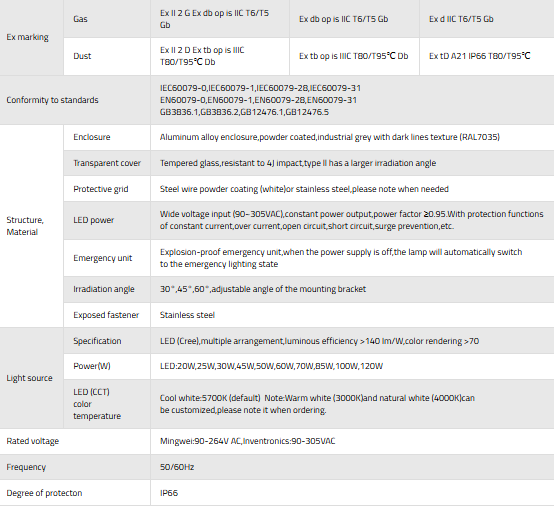 Ex marking
Gas
Ex II 2 G Ex db op is IIC T6/T5
Gb
Ex db op is IIC T6/T5 Gb
Ex d IIC T6/T5 Gb
Dust
Ex II 2 D Ex tb op is IIIC
T80/T95℃ Db
Ex tb op is IIIC T80/T95℃ Db
Ex tD A21 IP66 T80/T95℃
Conformity to standards
IEC60079-0,IEC60079-1,IEC60079-28,IEC60079-31
EN60079-0,EN60079-1,EN60079-28,EN60079-31
GB3836.1,GB3836.2,GB12476.1,GB12476.5
Structure,
Material
Enclosure
Aluminum alloy enclosure,powder coated,industrial grey with dark lines texture (RAL7035)
Transparent cover
Tempered glass,resistant to 4J impact,type II has a larger irradiation angle
Protective grid
Steel wire powder coating (white)or stainless steel,please note when needed
LED power
Wide voltage input (90~305VAC),constant power output,power factor ≥0.95.With protection functions
of constant current,over current,open circuit,short circuit,surge prevention,etc.
Emergency unit
Explosion-proof emergency unit,when the power supply is off,the lamp will automatically switch
to the emergency lighting state
Irradiation angle
30°,45°,60°,adjustable angle of the mounting bracket
Exposed fastener
Stainless steel
Light source
Specification
LED (Cree),multiple arrangement,luminous efficiency >140 lm/W,color rendering >70
Power(W)
LED:20W,25W,30W,45W,50W,60W,70W,85W,100W,120W
LED (CCT)
color
temperature
Cool white:5700K (default) Note:Warm white (3000K)and natural white (4000K)can
be customized,please note it when ordering.
Rated voltage
Mingwei:90-264V AC,Inventronics:90-305VAC
Frequency
50/60Hz
Degree of protecton
IP66